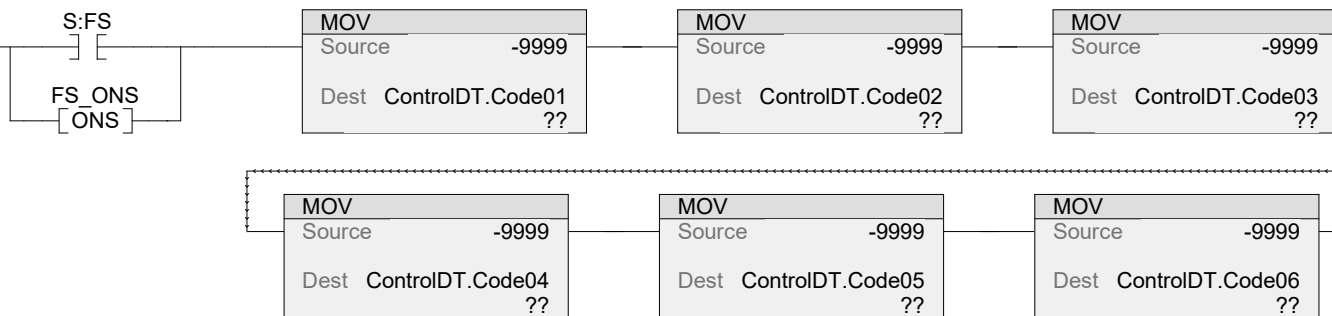 S:FS
FS_ONS
ONS
MOV
Source -9999
Dest ControlDT.Code01
??
MOV
Source -9999
Dest ControlDT.Code02
??
MOV
Source -9999
Dest ControlDT.Code03
??
MOV
Source -9999
Dest ControlDT.Code04
??
MOV
Source -9999
Dest ControlDT.Code05
??
MOV
Source -9999
Dest ControlDT.Code06
??